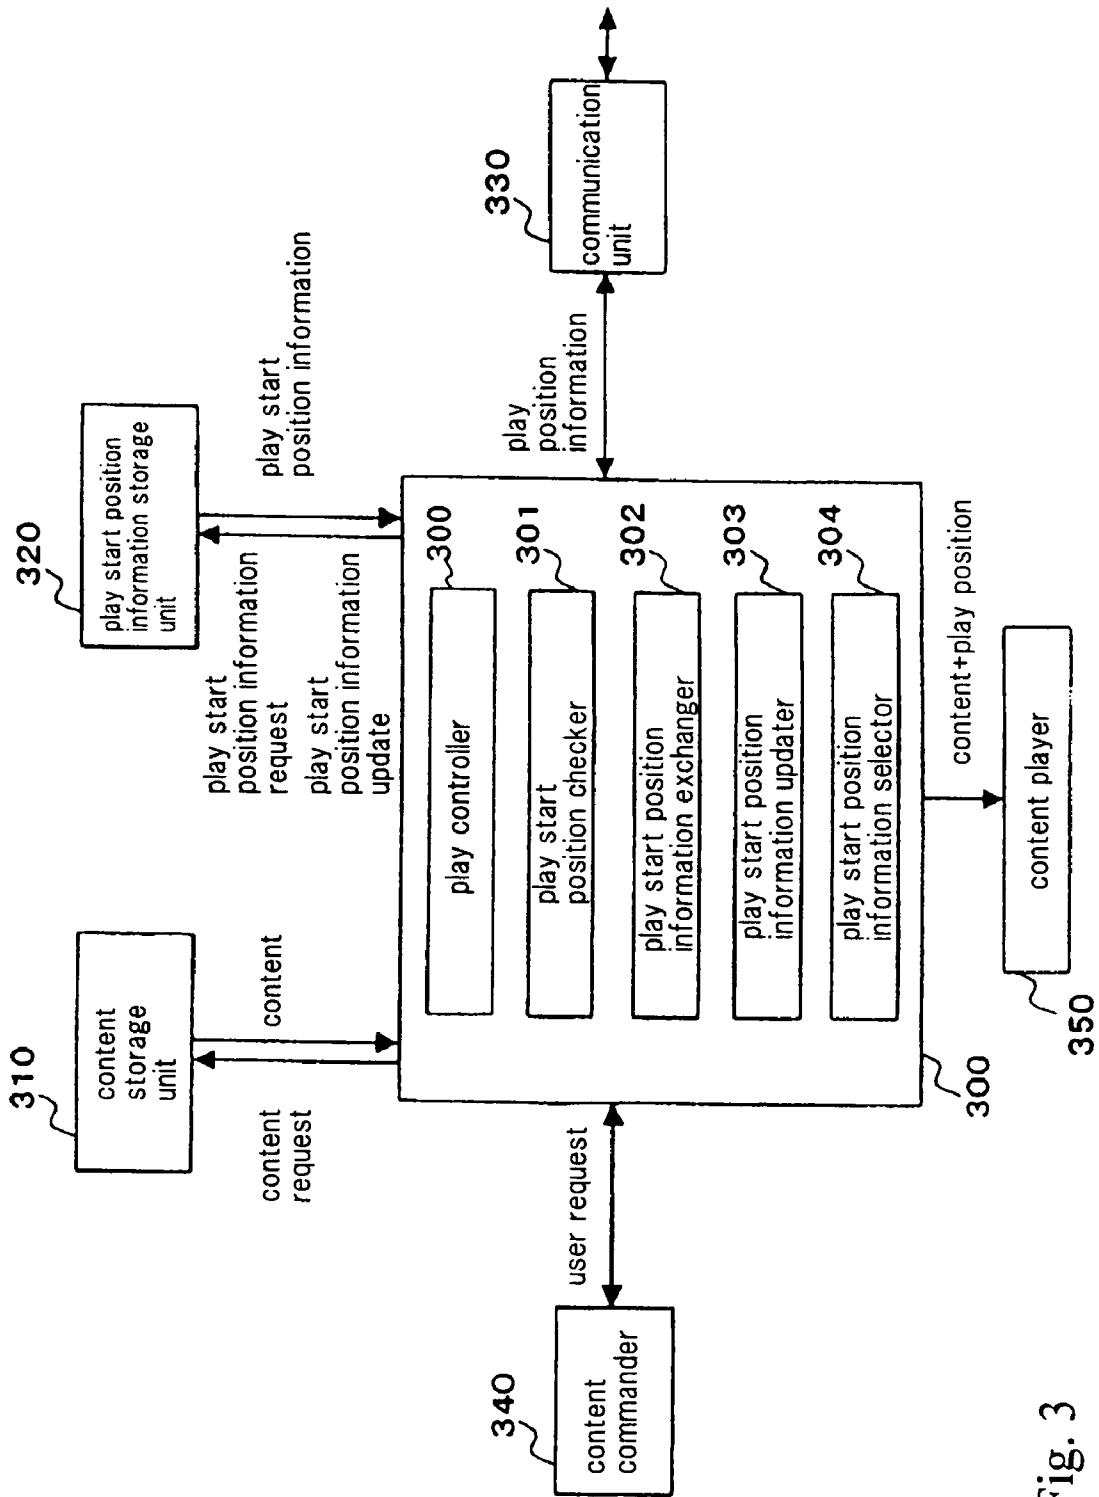 310
content
storage
unit
320
play start position
information storage
unit
content
request
content
play start
position information
request
play start
position information
update
play start
position information
340
content
commander
user request
300
play controller
300
play start
position checker
301
play start position
information exchanger
302
play start position
information updater
303
play start position
information selector
304
play
position
information
330
communication
unit
300
content+play position
350
content player
Fig. 3